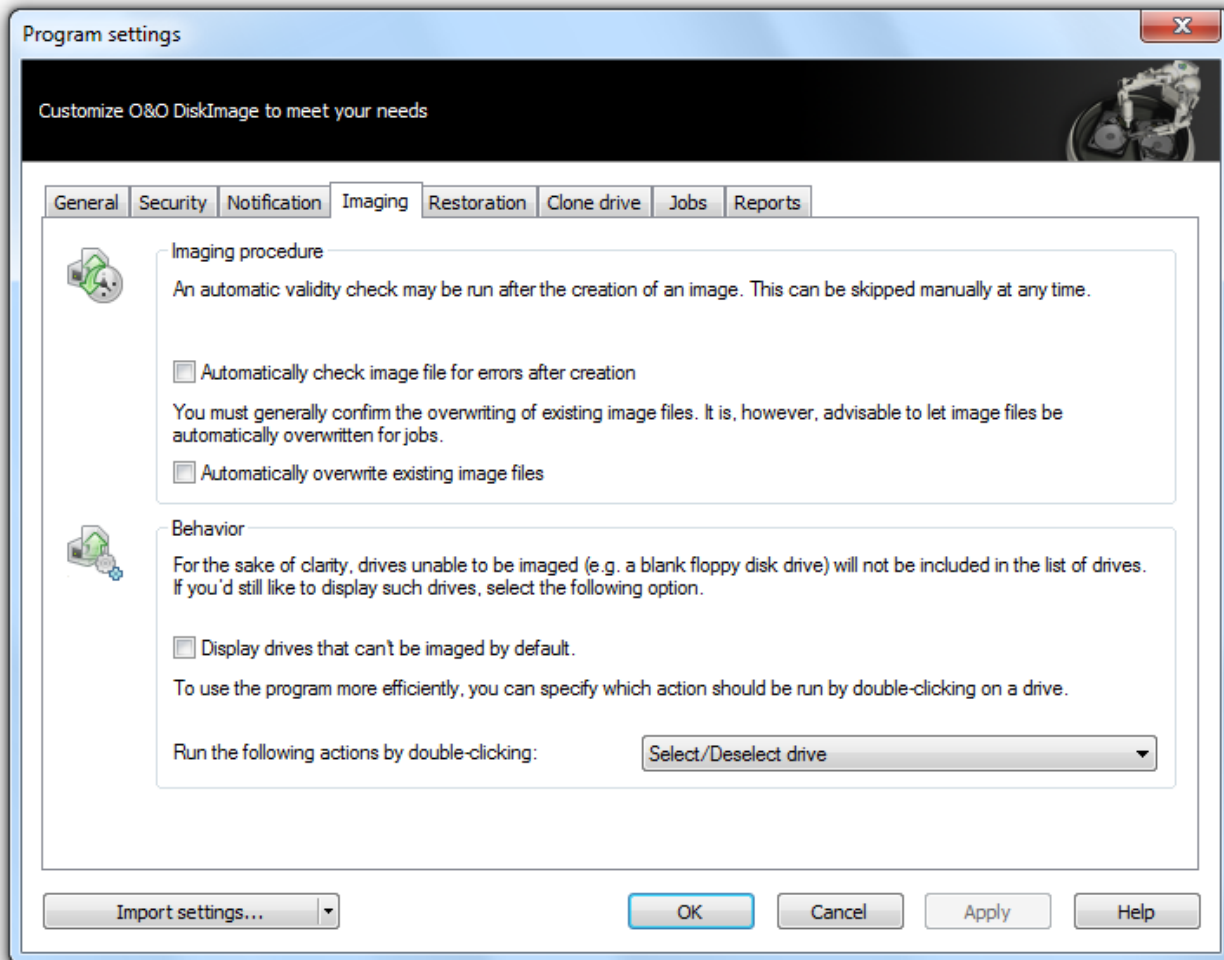 Program settings
Customize O&O DiskImage to meet your needs
General Security Notification Imaging Restoration Clone drive Jobs Reports
Imaging procedure
An automatic validity check may be run after the creation of an image. This can be skipped manually at any time.
Automatically check image file for errors after creation
You must generally confirm the overwriting of existing image files. It is, however, advisable to let image files be
automatically overwritten for jobs.
Automatically overwrite existing image files
Behavior
For the sake of clarity, drives unable to be imaged (e.g. a blank floppy disk drive) will not be included in the list of drives.
If you'd still like to display such drives, select the following option.
Display drives that can't be imaged by default.
To use the program more efficiently, you can specify which action should be run by double-clicking on a drive.
Run the following actions by double-clicking: Select/Deselect drive
Import settings... OK Cancel Apply Help